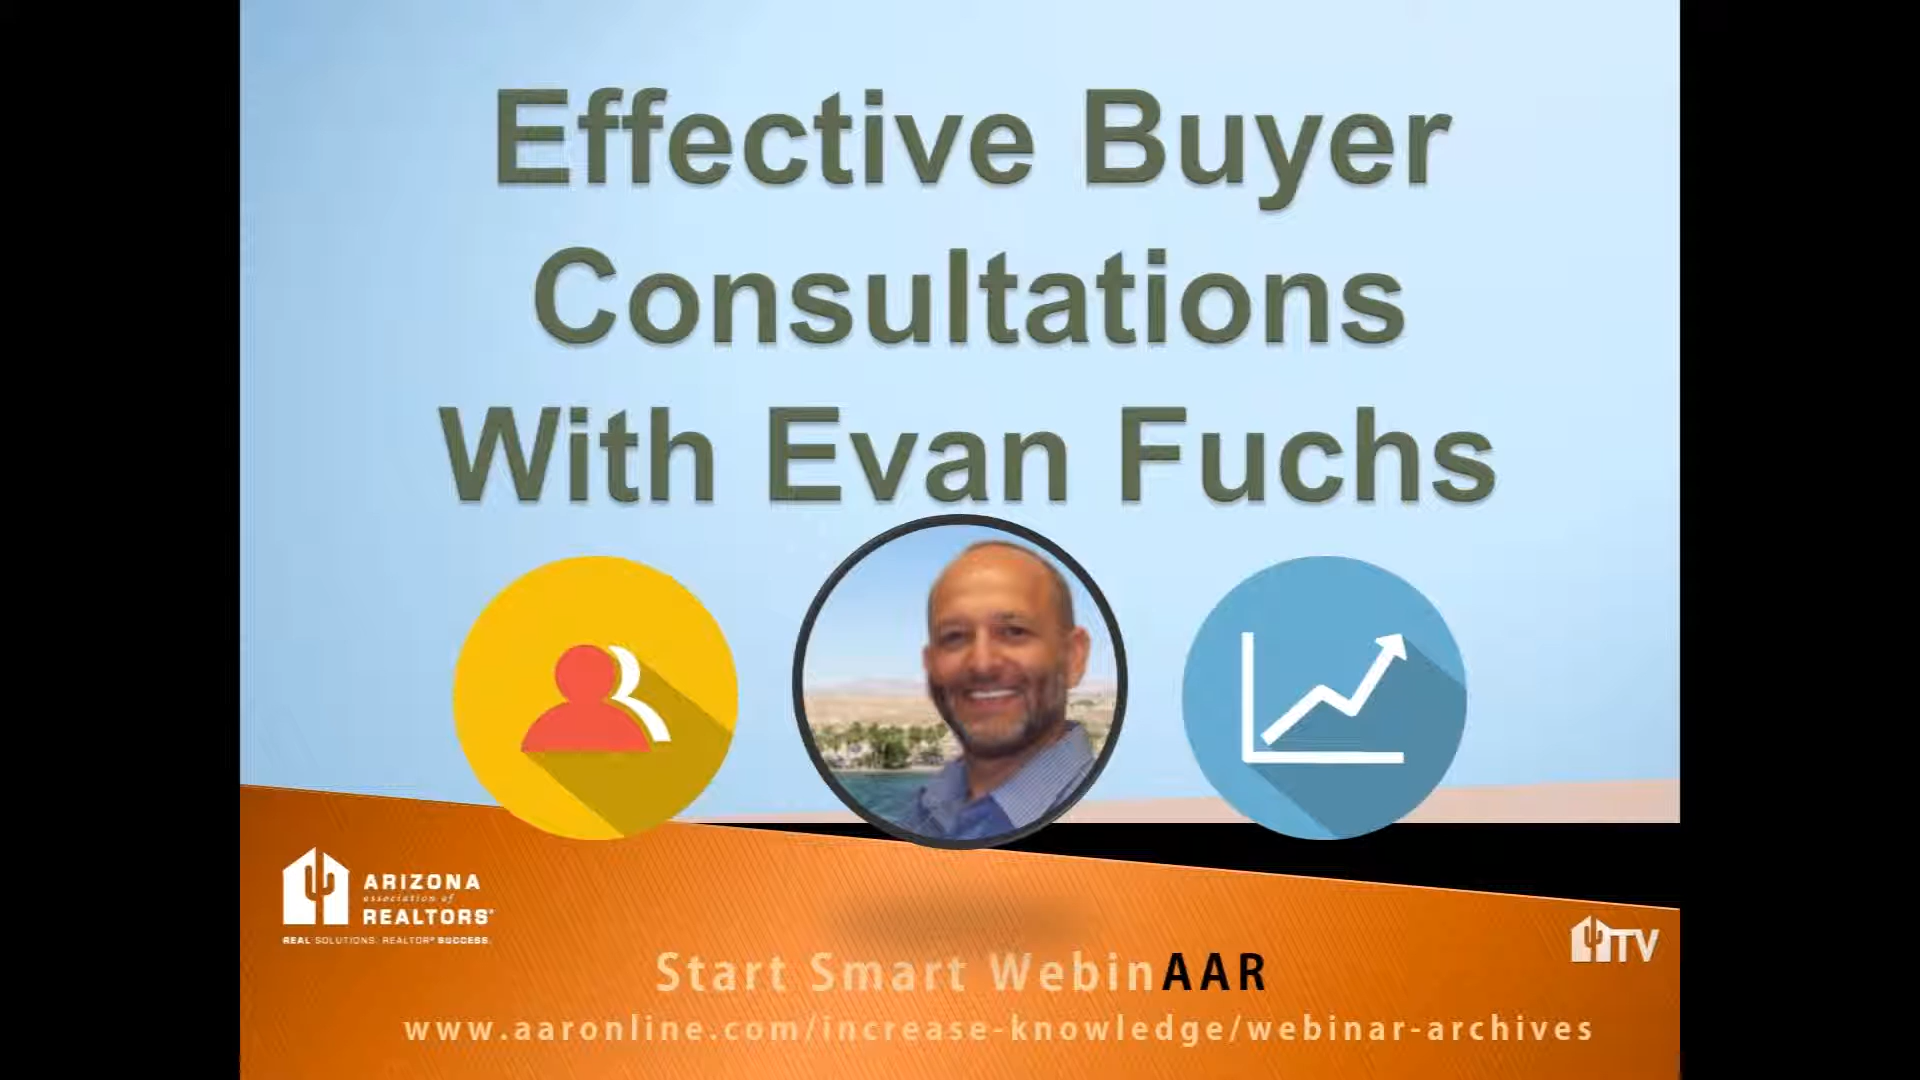 Effective Buyer
Consultations
With Evan Fuchs
ARIZONA
association of
REALTORS®
REAL SOLUTIONS. REALTOR® SUCCESS.
TV
Start Smart WebinAAR
www.aaronline.com/increase-knowledge/webinar-archives